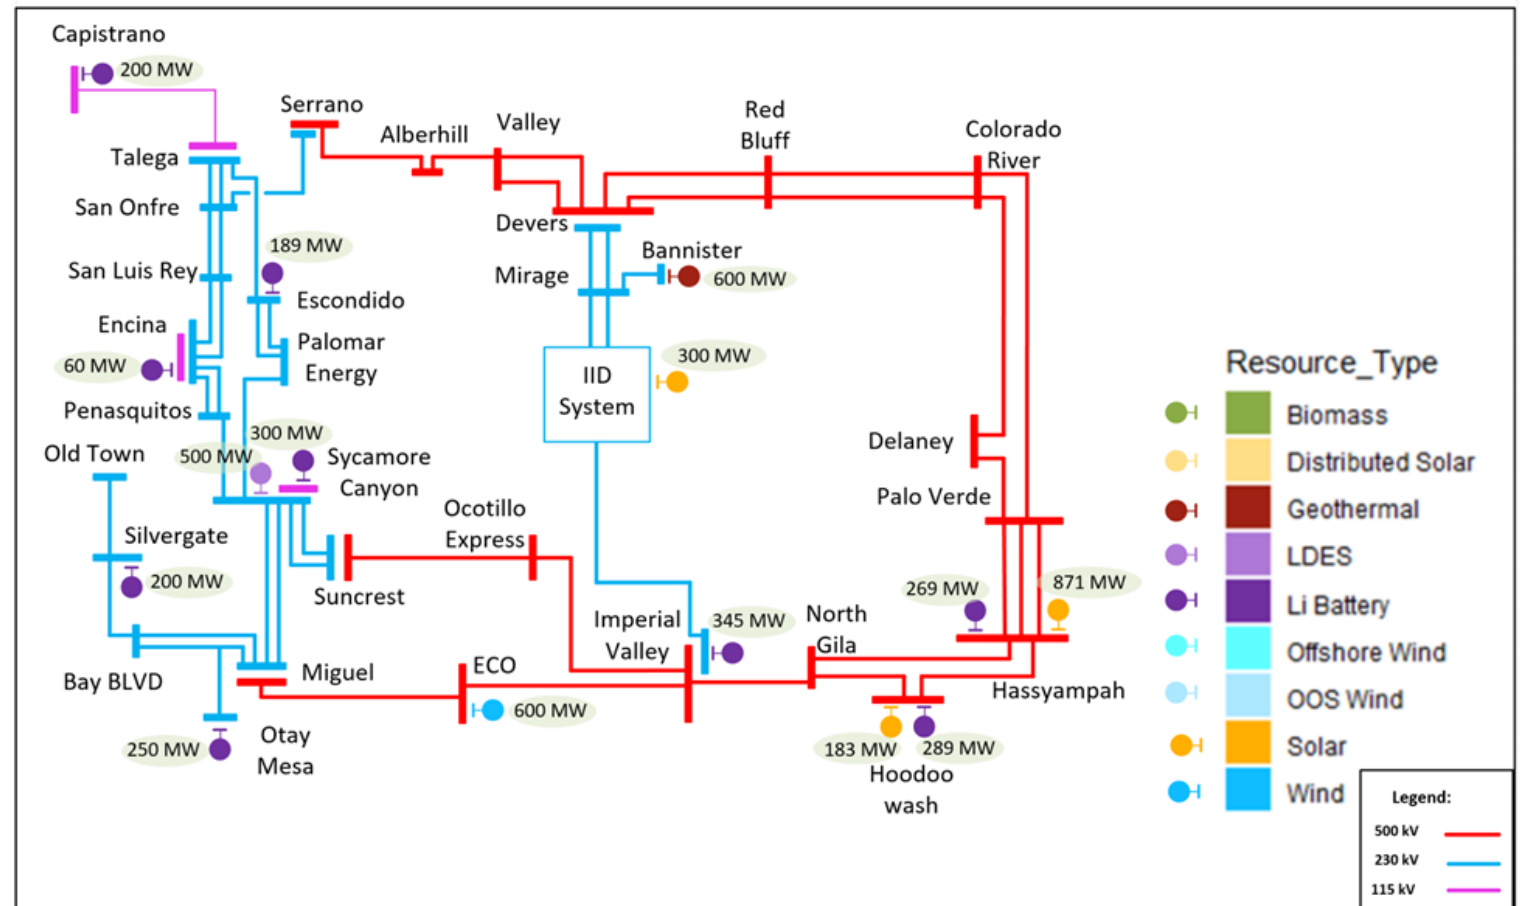 Capistrano
200 MW
Serrano
Alberhill
Valley
Red
Bluff
Colorado
River
Talega
San Onfre
Devers
189 MW
San Luis Rey
Escondido
Mirage
Bannister
600 MW
Encina
60 MW
Palomar
Energy
IID
System
300 MW
Penasquitos
Old Town
300 MW
500 MW
Sycamore
Canyon
Delaney
Palo Verde
Silvergate
200 MW
Ocotillo
Express
Suncrest
269 MW
871 MW
Imperial
Valley
345 MW
North
Gila
Bay BLVD
Miguel
ECO
600 MW
Hassyampah
250 MW
Otay
Mesa
183 MW
289 MW
Hoodoo
wash
Resource_Type
Biomass
Distributed Solar
Geothermal
LDES
Li Battery
Offshore Wind
OOS Wind
Solar
Wind
Legend:
500 kV
230 kV
115 kV